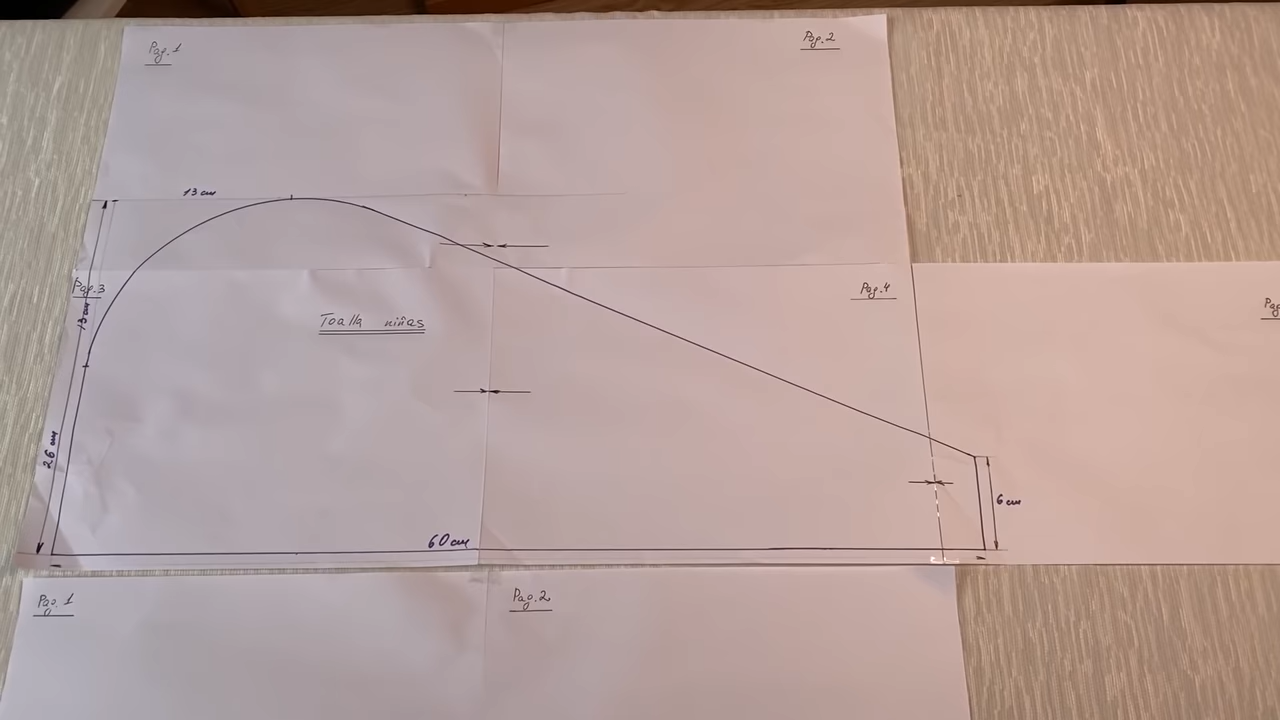 Pag. 1
Pag. 2
13 cm
Pag. 3
Pag. 4
13 cm
Toalla niñas
26 cm
6 cm
60 cm
Pag. 1
Pag. 2